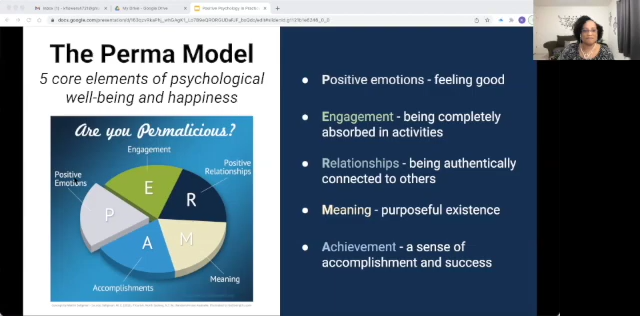 The Perma Model
5 core elements of psychological
well-being and happiness
Are you Permalicious?
Engagement
Positive
Relationships
Positive
Emotions
E
R
P
A
M
Meaning
Accomplishments
Positive emotions - feeling good
Engagement - being completely
absorbed in activities
Relationships - being authentically
connected to others
Meaning - purposeful existence
Achievement - a sense of
accomplishment and success